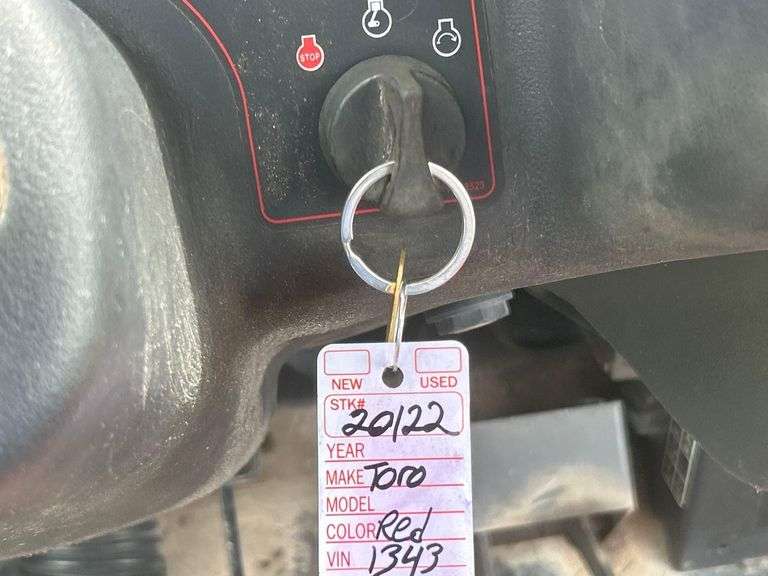 STOP
NEW USED
STK# 20122
YEAR
MAKE Toro
MODEL
COLOR Red
VIN 1343